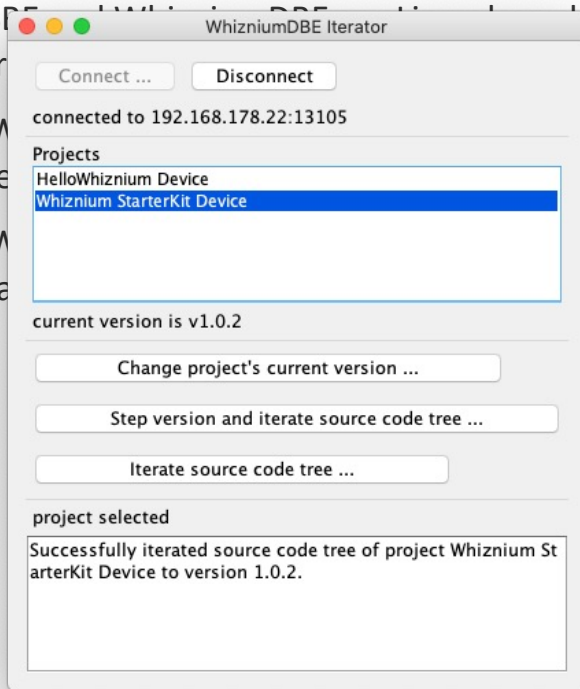 WhizniumDBE Iterator
Connect ... Disconnect
connected to 192.168.178.22:13105
Projects
HelloWhiznium Device
Whiznium StarterKit Device
current version is v1.0.2
Change project's current version ...
Step version and iterate source code tree ...
Iterate source code tree ...
project selected
Successfully iterated source code tree of project Whiznium St
arterKit Device to version 1.0.2.